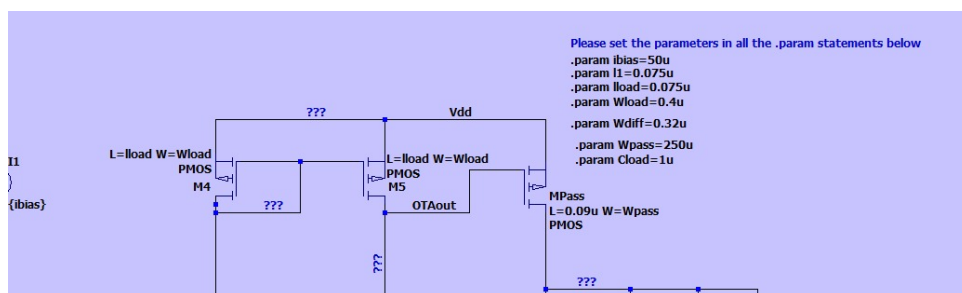 Please set the parameters in all the .param statements below
.param ibias=50u
.param l1=0.075u
.param lload=0.075u
.param Wload=0.4u
.param Wdiff=0.32u
.param Wpass=250u
.param Cload=1u
??? Vdd
I1
L=lload W=Wload
PMOS
M4
L=lload W=Wload
PMOS
M5
{ibias}
???
OTAout
MPass
L=0.09u W=Wpass
PMOS
???
???